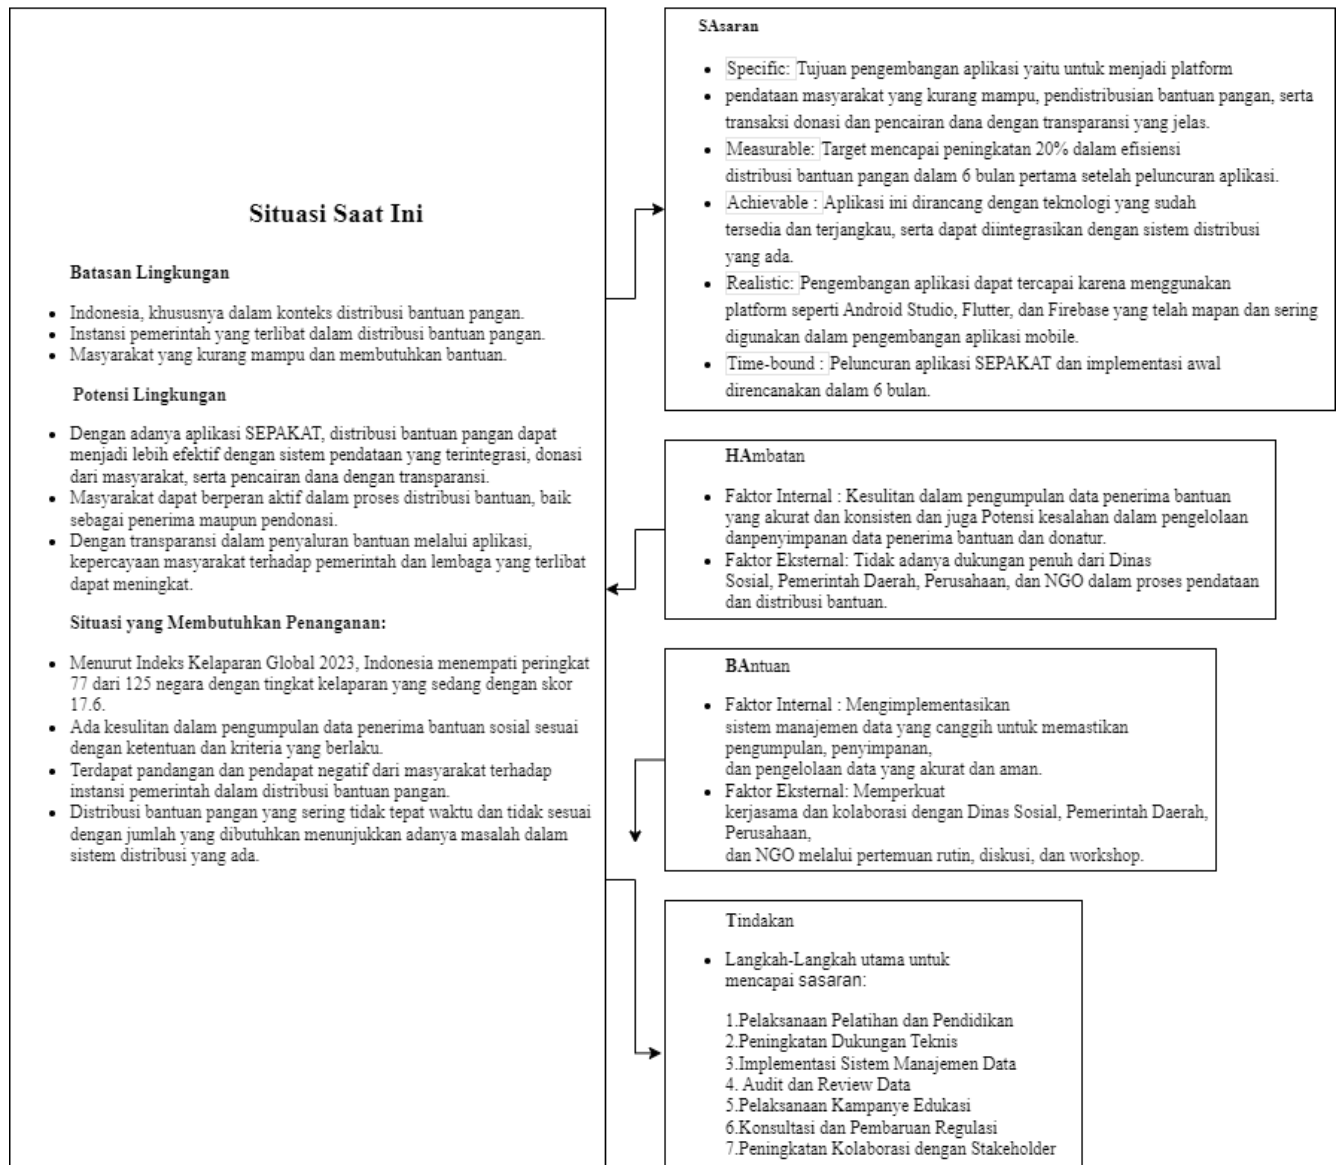 Situasi Saat Ini
Batasan Lingkungan
• Indonesia, khususnya dalam konteks distribusi bantuan pangan.
• Instansi pemerintah yang terlibat dalam distribusi bantuan pangan.
• Masyarakat yang kurang mampu dan membutuhkan bantuan.
Potensi Lingkungan
• Dengan adanya aplikasi SEPAKAT, distribusi bantuan pangan dapat
menjadi lebih efektif dengan sistem pendataan yang terintegrasi, donasi
dari masyarakat, serta pencairan dana dengan transparansi.
• Masyarakat dapat berperan aktif dalam proses distribusi bantuan, baik
sebagai penerima maupun pendonasi.
• Dengan transparansi dalam penyaluran bantuan melalui aplikasi,
kepercayaan masyarakat terhadap pemerintah dan lembaga yang terlibat
dapat meningkat.
Situasi yang Membutuhkan Penanganan:
• Menurut Indeks Kelaparan Global 2023, Indonesia menempati peringkat
77 dari 125 negara dengan tingkat kelaparan yang sedang dengan skor
17.6.
• Ada kesulitan dalam pengumpulan data penerima bantuan sosial sesuai
dengan ketentuan dan kriteria yang berlaku.
• Terdapat pandangan dan pendapat negatif dari masyarakat terhadap
instansi pemerintah dalam distribusi bantuan pangan.
• Distribusi bantuan pangan yang sering tidak tepat waktu dan tidak sesuai
dengan jumlah yang dibutuhkan menunjukkan adanya masalah dalam
sistem distribusi yang ada.
SAsaran
• Specific: Tujuan pengembangan aplikasi yaitu untuk menjadi platform
• pendataan masyarakat yang kurang mampu, pendistribusian bantuan pangan, serta
transaksi donasi dan pencairan dana dengan transparansi yang jelas.
• Measurable: Target mencapai peningkatan 20% dalam efisiensi
distribusi bantuan pangan dalam 6 bulan pertama setelah peluncuran aplikasi.
• Achievable : Aplikasi ini dirancang dengan teknologi yang sudah
tersedia dan terjangkau, serta dapat diintegrasikan dengan sistem distribusi
yang ada.
• Realistic: Pengembangan aplikasi dapat tercapai karena menggunakan
platform seperti Android Studio, Flutter, dan Firebase yang telah mapan dan sering
digunakan dalam pengembangan aplikasi mobile.
• Time-bound : Peluncuran aplikasi SEPAKAT dan implementasi awal
direncanakan dalam 6 bulan.
HAmbatan
• Faktor Internal : Kesulitan dalam pengumpulan data penerima bantuan
yang akurat dan konsisten dan juga Potensi kesalahan dalam pengelolaan
danpenyimpanan data penerima bantuan dan donatur.
• Faktor Eksternal: Tidak adanya dukungan penuh dari Dinas
Sosial, Pemerintah Daerah, Perusahaan, dan NGO dalam proses pendataan
dan distribusi bantuan.
BAntuan
• Faktor Internal : Mengimplementasikan
sistem manajemen data yang canggih untuk memastikan
pengumpulan, penyimpanan,
dan pengelolaan data yang akurat dan aman.
• Faktor Eksternal: Memperkuat
kerjasama dan kolaborasi dengan Dinas Sosial, Pemerintah Daerah,
Perusahaan,
dan NGO melalui pertemuan rutin, diskusi, dan workshop.
Tindakan
• Langkah-Langkah utama untuk
mencapai sasaran:
1.Pelaksanaan Pelatihan dan Pendidikan
2.Peningkatan Dukungan Teknis
3.Implementasi Sistem Manajemen Data
4. Audit dan Review Data
5.Pelaksanaan Kampanye Edukasi
6.Konsultasi dan Pembaruan Regulasi
7.Peningkatan Kolaborasi dengan Stakeholder